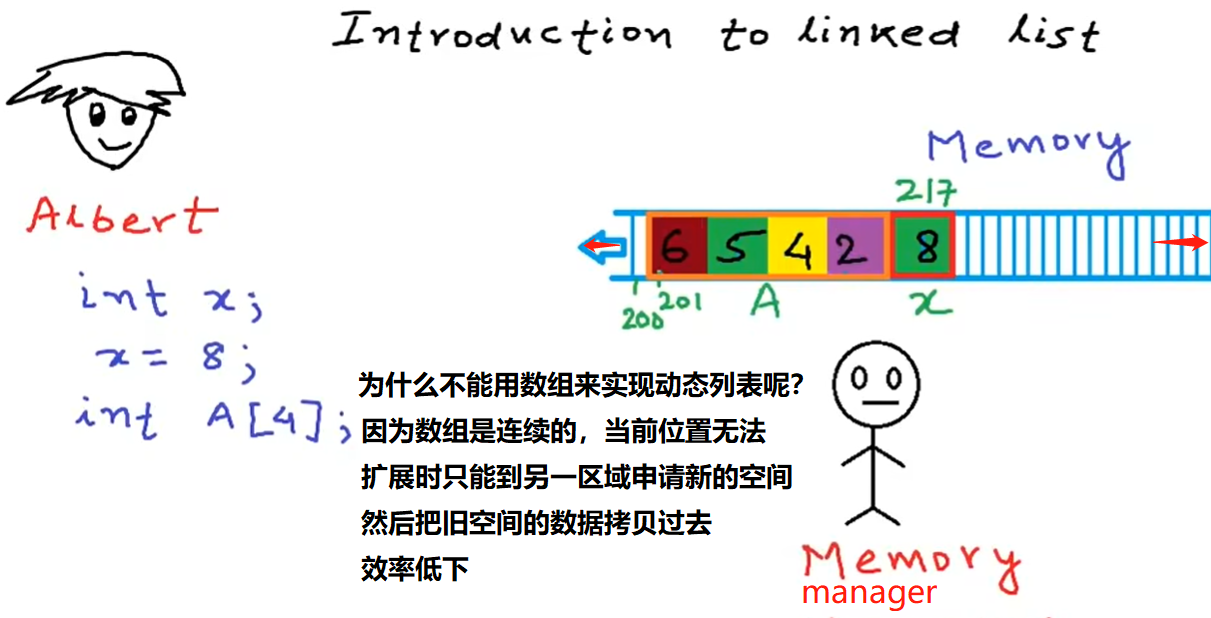 Introduction to linked list
Albert
int x;
x = 8;
int A[4];
Memory
217
6 5 4 2 8
200
201
A
x
为什么不能用数组来实现动态列表呢？
因为数组是连续的，当前位置无法
扩展时只能到另一区域申请新的空间
然后把旧空间的数据拷贝过去
效率低下
Memory
manager